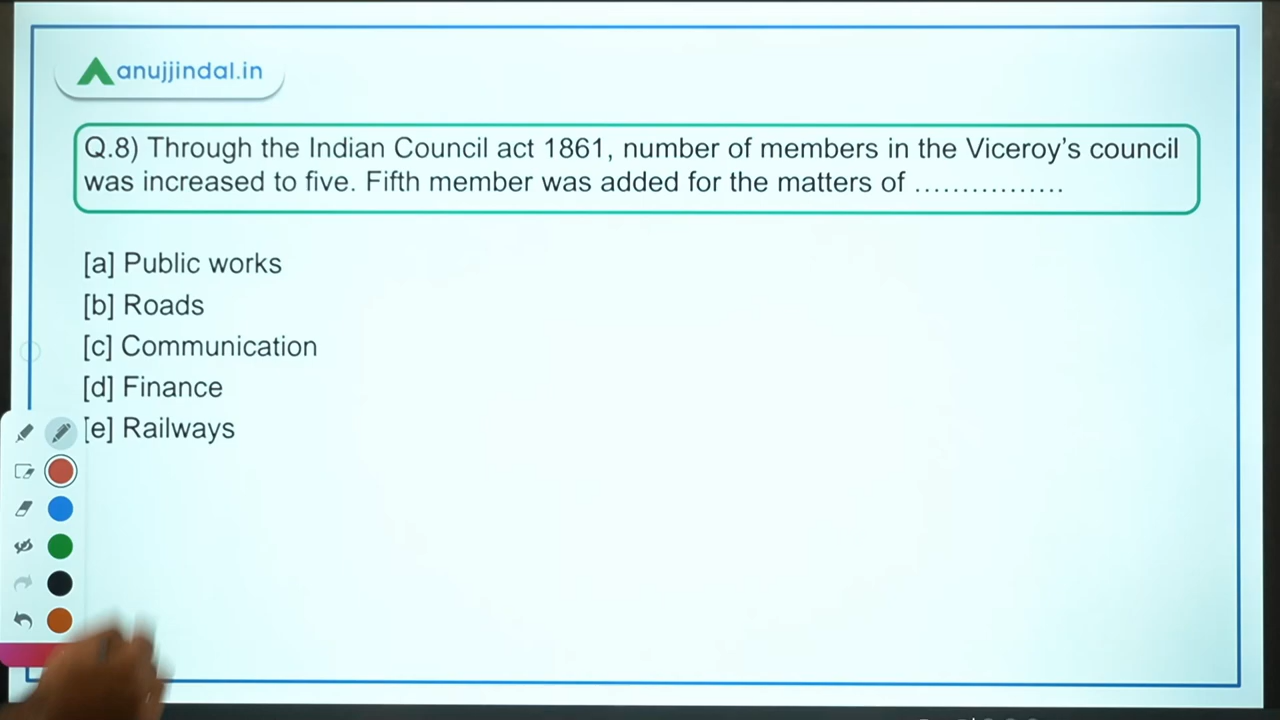 anujjindal.in
Q.8) Through the Indian Council act 1861, number of members in the Viceroy's council
was increased to five. Fifth member was added for the matters of ................
[a] Public works
[b] Roads
[c] Communication
[d] Finance
[e] Railways